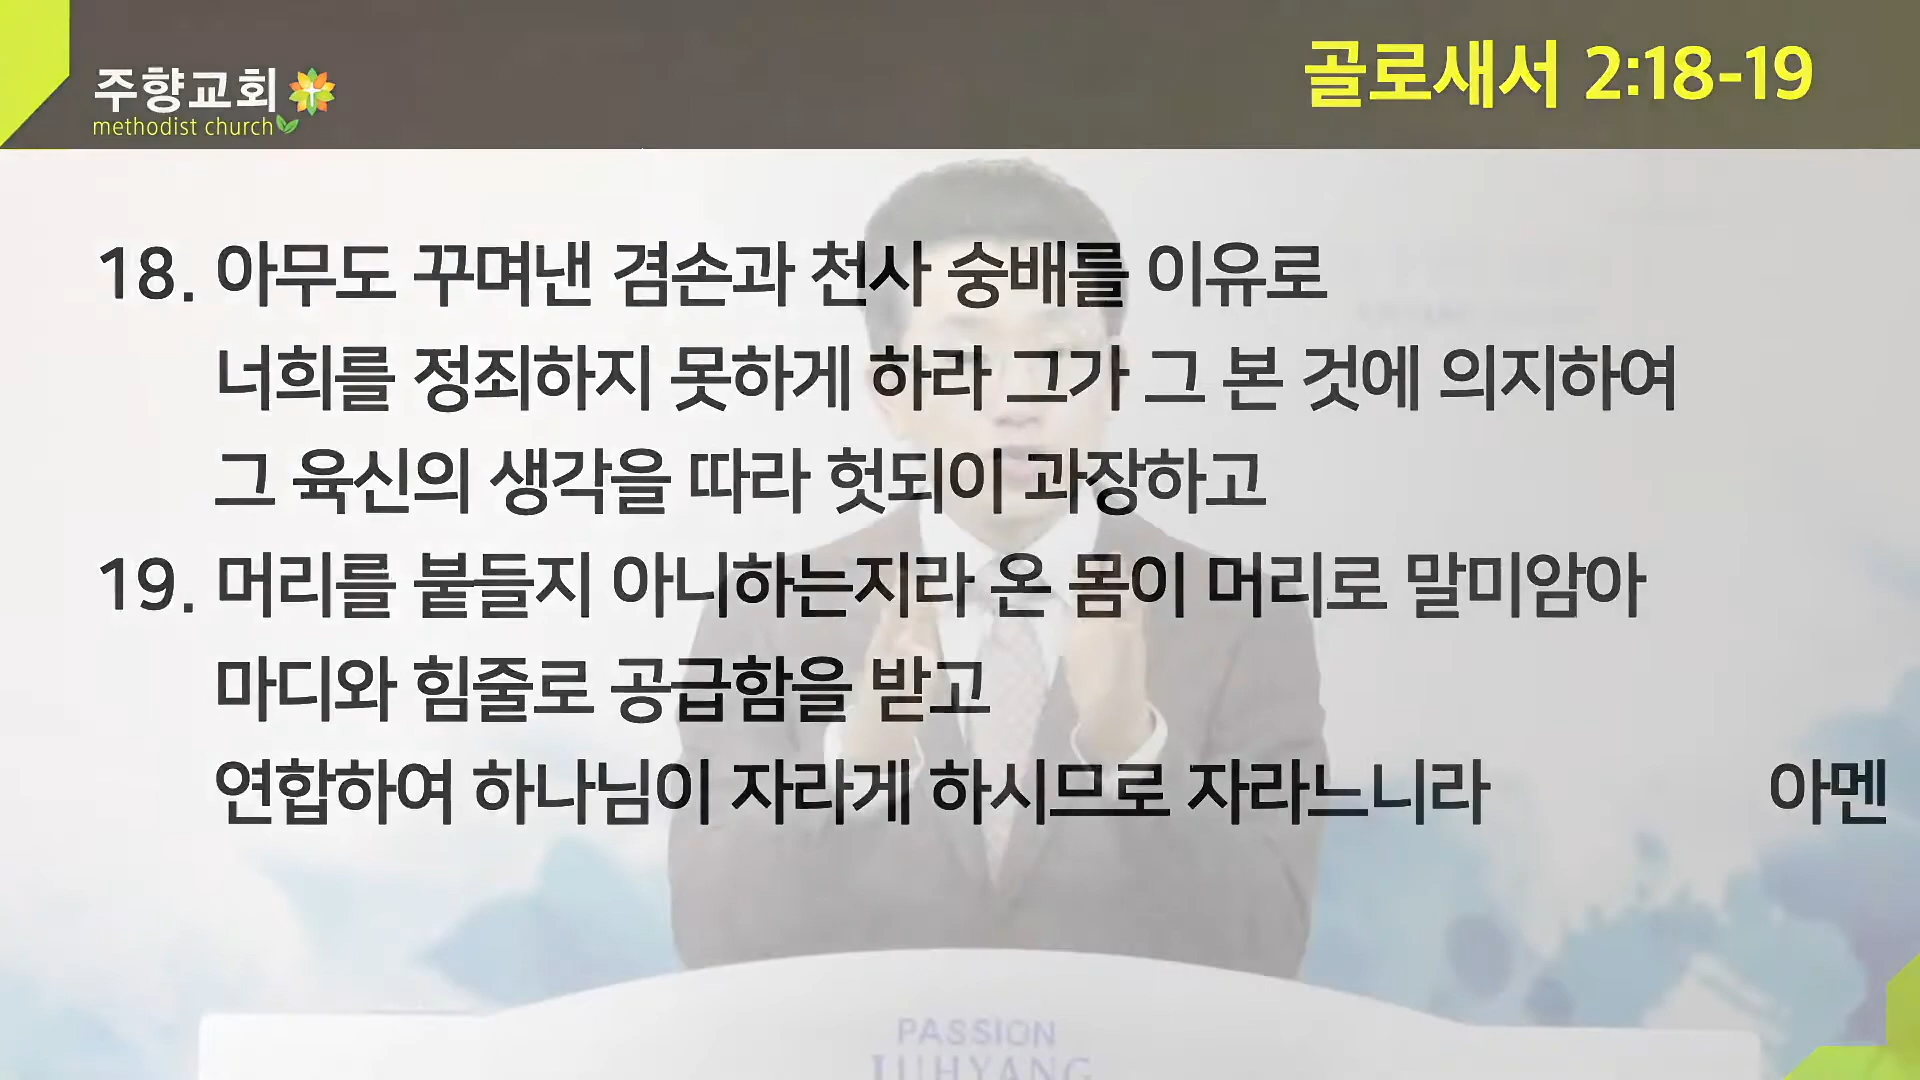 주향교회
methodist church
골로새서 2:18-19
18. 아무도 꾸며낸 겸손과 천사 숭배를 이유로
너희를 정죄하지 못하게 하라 그가 그 본 것에 의지하여
그 육신의 생각을 따라 헛되이 과장하고
19. 머리를 붙들지 아니하는지라 온 몸이 머리로 말미암아
마디와 힘줄로 공급함을 받고
연합하여 하나님이 자라게 하시므로 자라느니라 아멘
PASSION
JUHYANG